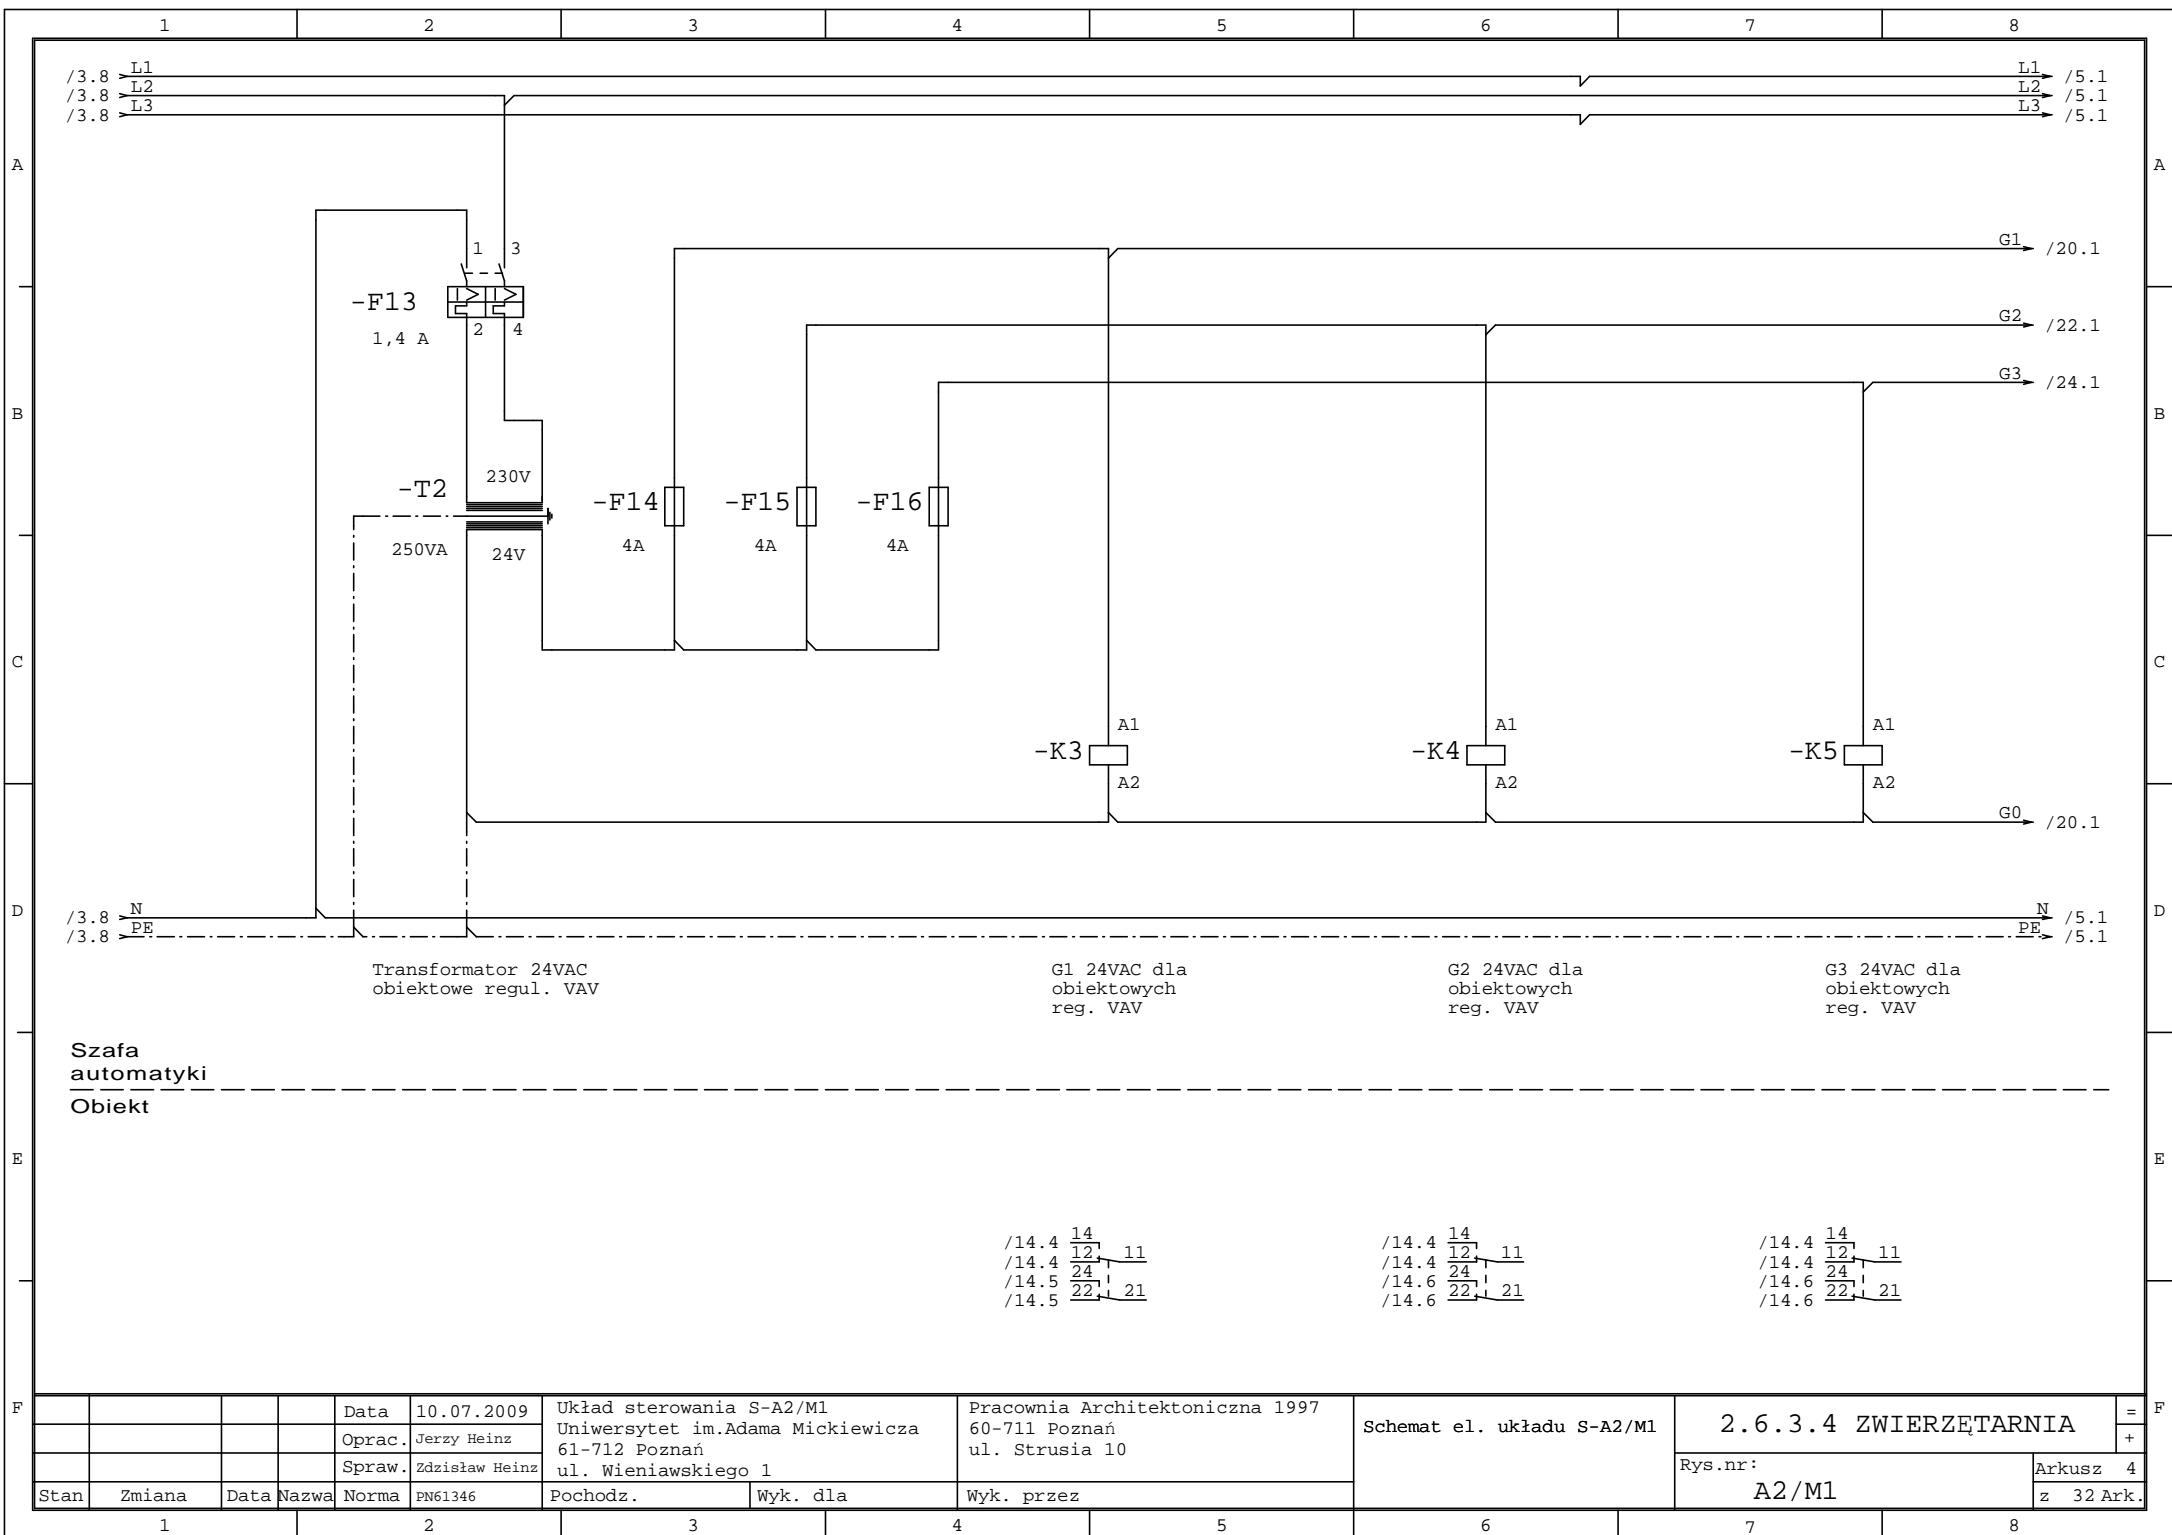 1 2 3 4 5 6 7 8
/3.8 L1 L1 /5.1
/3.8 L2 L2 /5.1
/3.8 L3 L3 /5.1
A A
1 3
G1 /20.1
-F13
1,4 A
2 4
G2 /22.1
G3 /24.1
B B
230V
-T2
-F14 -F15 -F16
250VA 24V
4A 4A 4A
C C
A1 A1 A1
-K3 -K4 -K5
A2 A2 A2
G0 /20.1
D D
/3.8 N N /5.1
/3.8 PE PE /5.1
Transformator 24VAC
obiektowe regul. VAV
G1 24VAC dla
obiektowych
reg. VAV
G2 24VAC dla
obiektowych
reg. VAV
G3 24VAC dla
obiektowych
reg. VAV
Szafa
automatyki
Obiekt
E E
/14.4 14
/14.4 12 11
/14.5 24
/14.5 22 21
/14.4 14
/14.4 12 11
/14.6 24
/14.6 22 21
/14.4 14
/14.4 12 11
/14.6 24
/14.6 22 21
F F
Data 10.07.2009
Oprac. Jerzy Heinz
Spraw. Zdzisław Heinz
Stan Zmiana Data Nazwa Norma PN61346
Układ sterowania S-A2/M1
Uniwersytet im.Adama Mickiewicza
61-712 Poznań
ul. Wieniawskiego 1
Pochodz. Wyk. dla
Pracownia Architektoniczna 1997
60-711 Poznań
ul. Strusia 10
Wyk. przez
Schemat el. układu S-A2/M1
2.6.3.4 ZWIERZĘTARNIA
=
+
Rys.nr:
A2/M1
Arkusz 4
z 32 Ark.
1 2 3 4 5 6 7 8